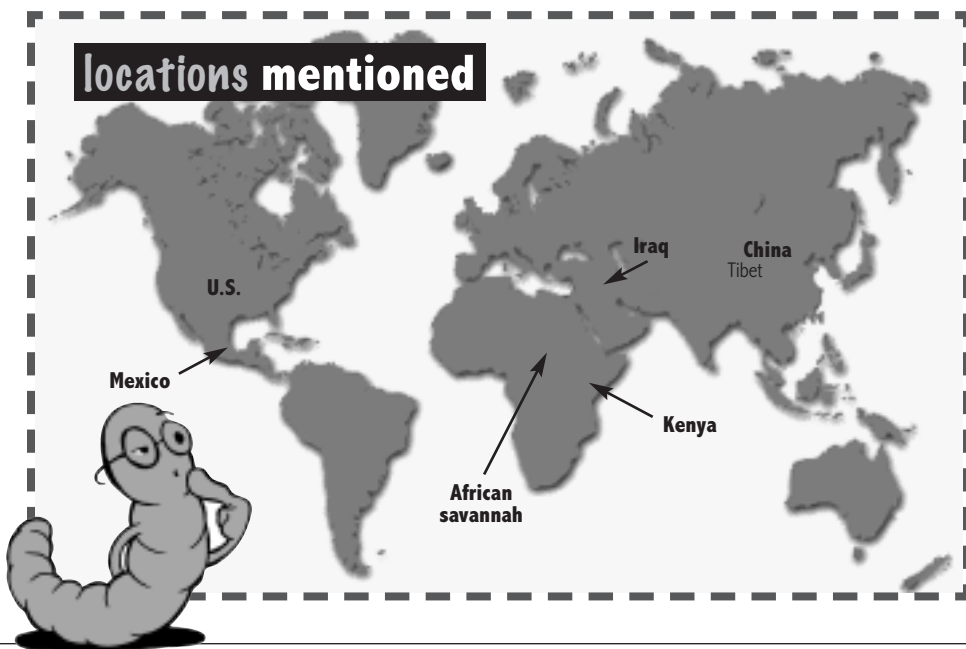 locations mentioned
Iraq
China
Tibet
U.S.
Mexico
Kenya
African
savannah